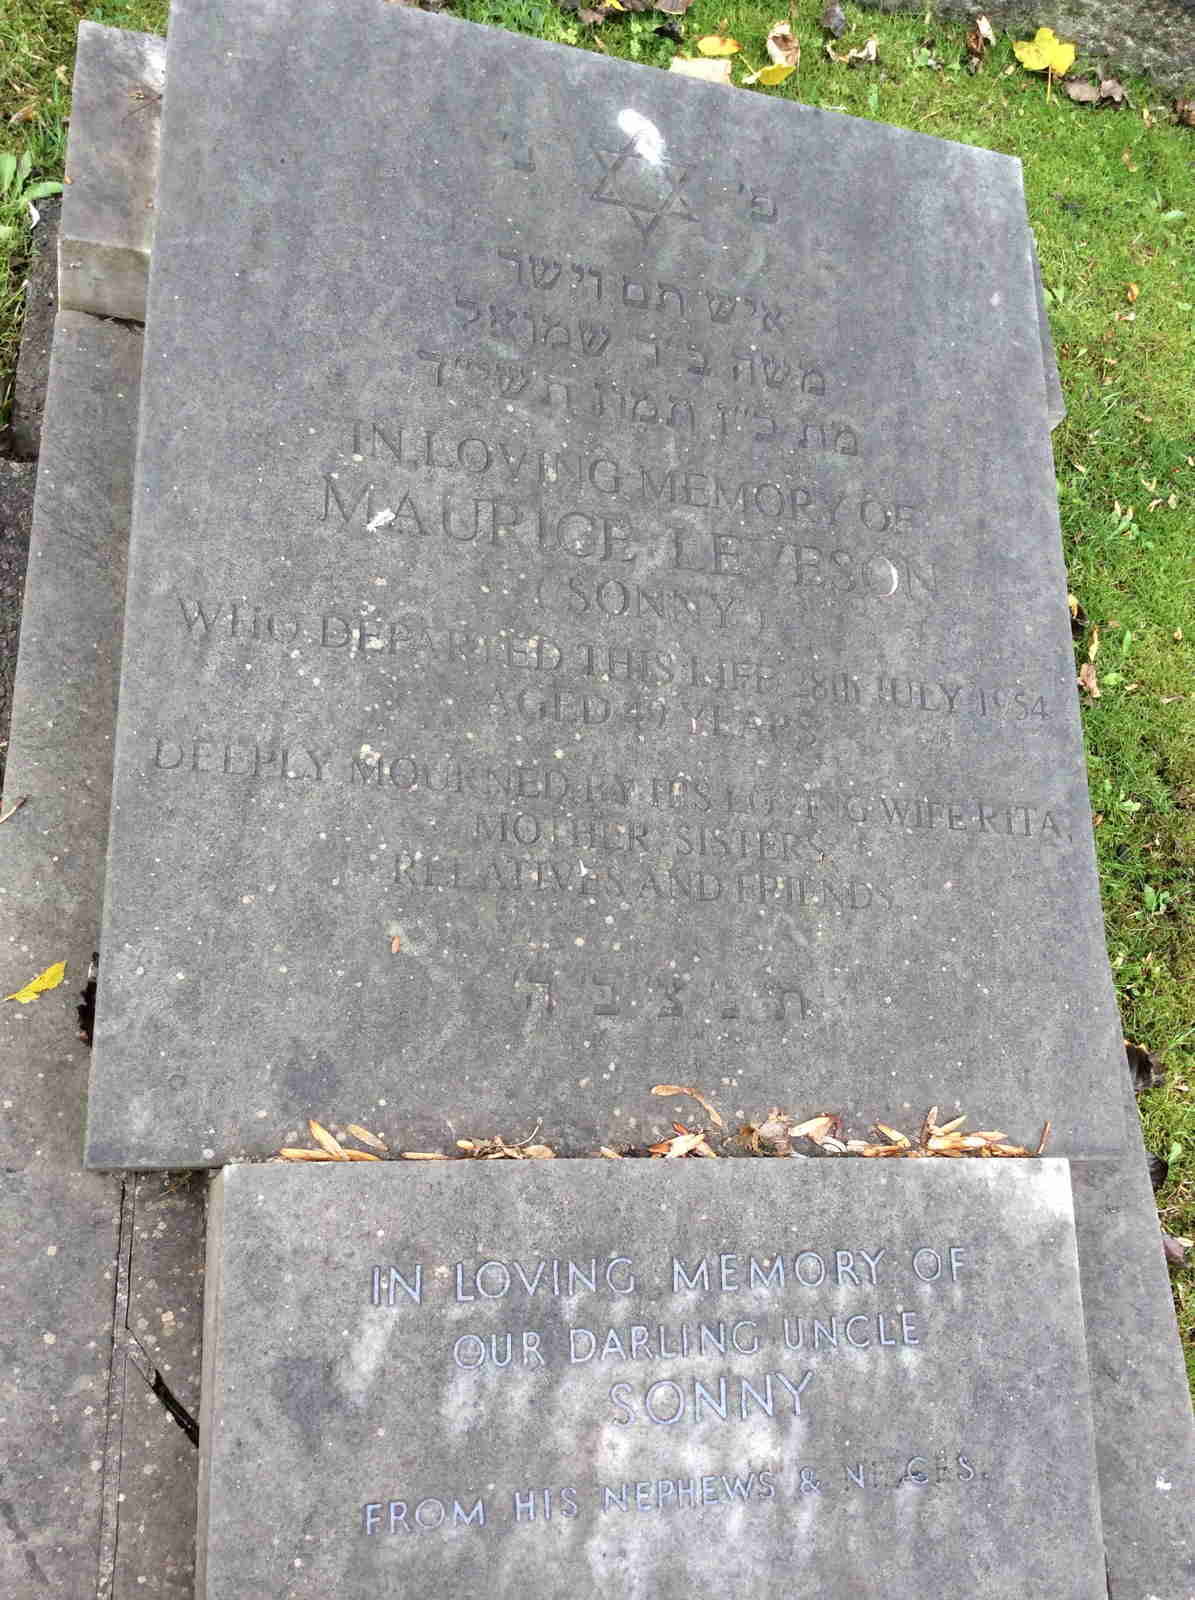 פ' נ'
איש תם וישר
משה ב"ר שמואל
מת כ"ז תמוז תשי"ד
IN LOVING MEMORY OF
MAURICE LEVESON
(SONNY)
WHO DEPARTED THIS LIFE 28th JULY 1954
AGED 49 YEARS
DEEPLY MOURNED BY HIS LOVING WIFE RITA,
MOTHER, SISTERS,
RELATIVES AND FRIENDS.
ת' נ' צ' ב' ה'
IN LOVING MEMORY OF
OUR DARLING UNCLE
SONNY
FROM HIS NEPHEWS & NIECES.